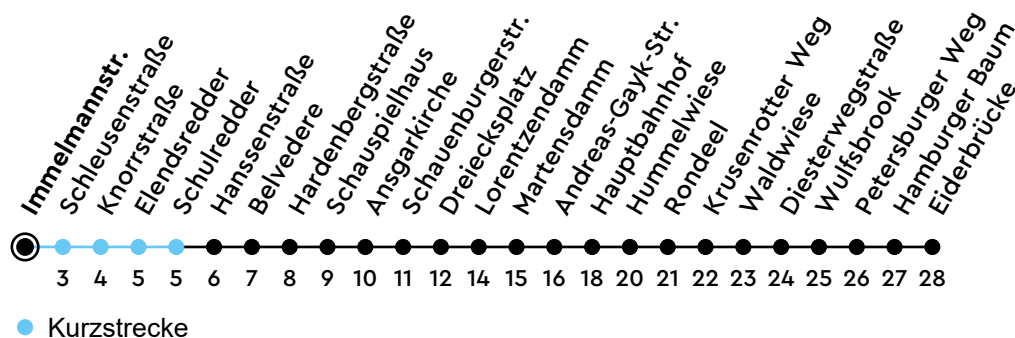 Immelmannstr.
Schleusenstraße
Knorrstraße
Elendsredder
Schulredder
Hanssenstraße
Belvedere
Hardenbergstraße
Schauspielhaus
Ansgarkirche
Schauenburgerstr.
Dreiecksplatz
Lorentzendamm
Martensdamm
Andreas-Gayk-Str.
Hauptbahnhof
Hummelwiese
Rondeel
Krusenrotter Weg
Waldwiese
Diesterwegstraße
Wulfsbrook
Petersburger Weg
Hamburger Baum
Eiderbrücke
3 4 5 5 6 7 8 9 10 11 12 14 15 16 18 20 21 22 23 24 25 26 27 28
Kurzstrecke